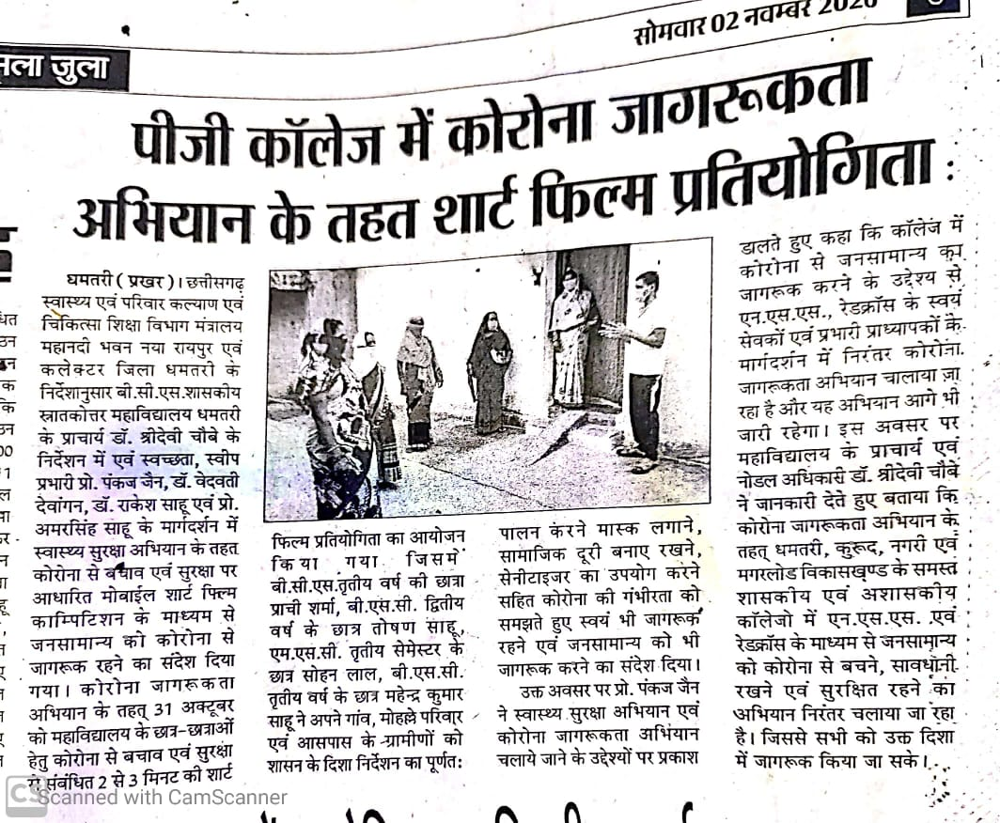 सोमवार 02 नवम्बर 2020
जुला
पीजी कॉलेज में कोरोना जागरूकता
अभियान के तहत शार्ट फिल्म प्रतियोगिता
धमतरी (प्रखर)। छत्तीसगढ़
स्वास्थ्य एवं परिवार कल्याण एवं
चिकित्सा शिक्षा विभाग मंत्रालय
महानदी भवन नया रायपुर एवं
कलेक्टर जिला धमतरी के
निर्देशानुसार बी.सी.एस.शासकीय
स्नातकोत्तर महाविद्यालय धमतरी
के प्राचार्य डॉ. श्रीदेवी चौबे के
निर्देशन में एवं स्वच्छता, स्वीप
प्रभारी प्रो. पंकज जैन, डॉ. वेदवती
देवांगन, डॉ. राकेश साहू एवं प्रो.
अमरसिंह साहू के मार्गदर्शन में
स्वास्थ्य सुरक्षा अभियान के तहत
कोरोना से बचाव एवं सुरक्षा पर
आधारित मोबाईल शार्ट फिल्म
काम्पिटिशन के माध्यम से
जनसामान्य को कोरोना से
जागरूक रहने का संदेश दिया
गया। कोरोना जागरूकता
अभियान के तहत् 31 अक्टूबर
को महाविद्यालय के छात्र-छात्राओं
हेतु कोरोना से बचाव एवं सुरक्षा
से संबंधित 2 से 3 मिनट की शार्ट
फिल्म प्रतियोगिता का आयोजन
किया गया जिसमें
बी.सी.एस.तृतीय वर्ष की छात्रा
प्राची शर्मा, बी.एस.सी. द्वितीय
वर्ष के छात्र तोषण साहू,
एम.एस.सी. तृतीय सेमेस्टर के
छात्र सोहन लाल, बी.एस.सी.
तृतीय वर्ष के छात्र महेन्द्र कुमार
साहू ने अपने गांव, मोहल्ले परिवार
एवं आसपास के ग्रामीणों को
शासन के दिशा निर्देशन का पूर्णतः
पालन करने मास्क लगाने,
सामाजिक दूरी बनाए रखने,
सेनीटाइजर का उपयोग करने
सहित कोरोना की गंभीरता को
समझते हुए स्वयं भी जागरूक
रहने एवं जनसामान्य को भी
जागरूक करने का संदेश दिया।
उक्त अवसर पर प्रो. पंकज जैन
ने स्वास्थ्य सुरक्षा अभियान एवं
कोरोना जागरूकता अभियान
चलाये जाने के उद्देश्यों पर प्रकाश
डालते हुए कहा कि कॉलेज में
कोरोना से जनसामान्य का
जागरूक करने के उद्देश्य से
एन.एस.एस., रेडक्रॉस के स्वयं
सेवकों एवं प्रभारी प्राध्यापकों के
मार्गदर्शन में निरंतर कोरोना
जागरूकता अभियान चालाया जा
रहा है और यह अभियान आगे भी
जारी रहेगा। इस अवसर पर
महाविद्यालय के प्राचार्य एवं
नोडल अधिकारी डॉ. श्रीदेवी चौबे
ने जानकारी देते हुए बताया कि
कोरोना जागरूकता अभियान के
तहत् धमतरी, कुरूद, नगरी एवं
मगरलोड विकासखण्ड के समस्त
शासकीय एवं अशासकीय
कॉलेजो में एन.एस.एस. एवं
रेडक्रॉस के माध्यम से जनसामान्य
को कोरोना से बचने, सावधानी
रखने एवं सुरक्षित रहने का
अभियान निरंतर चलाया जा रहा
है। जिससे सभी को उक्त दिशा
में जागरूक किया जा सके।
CS Scanned with CamScanner